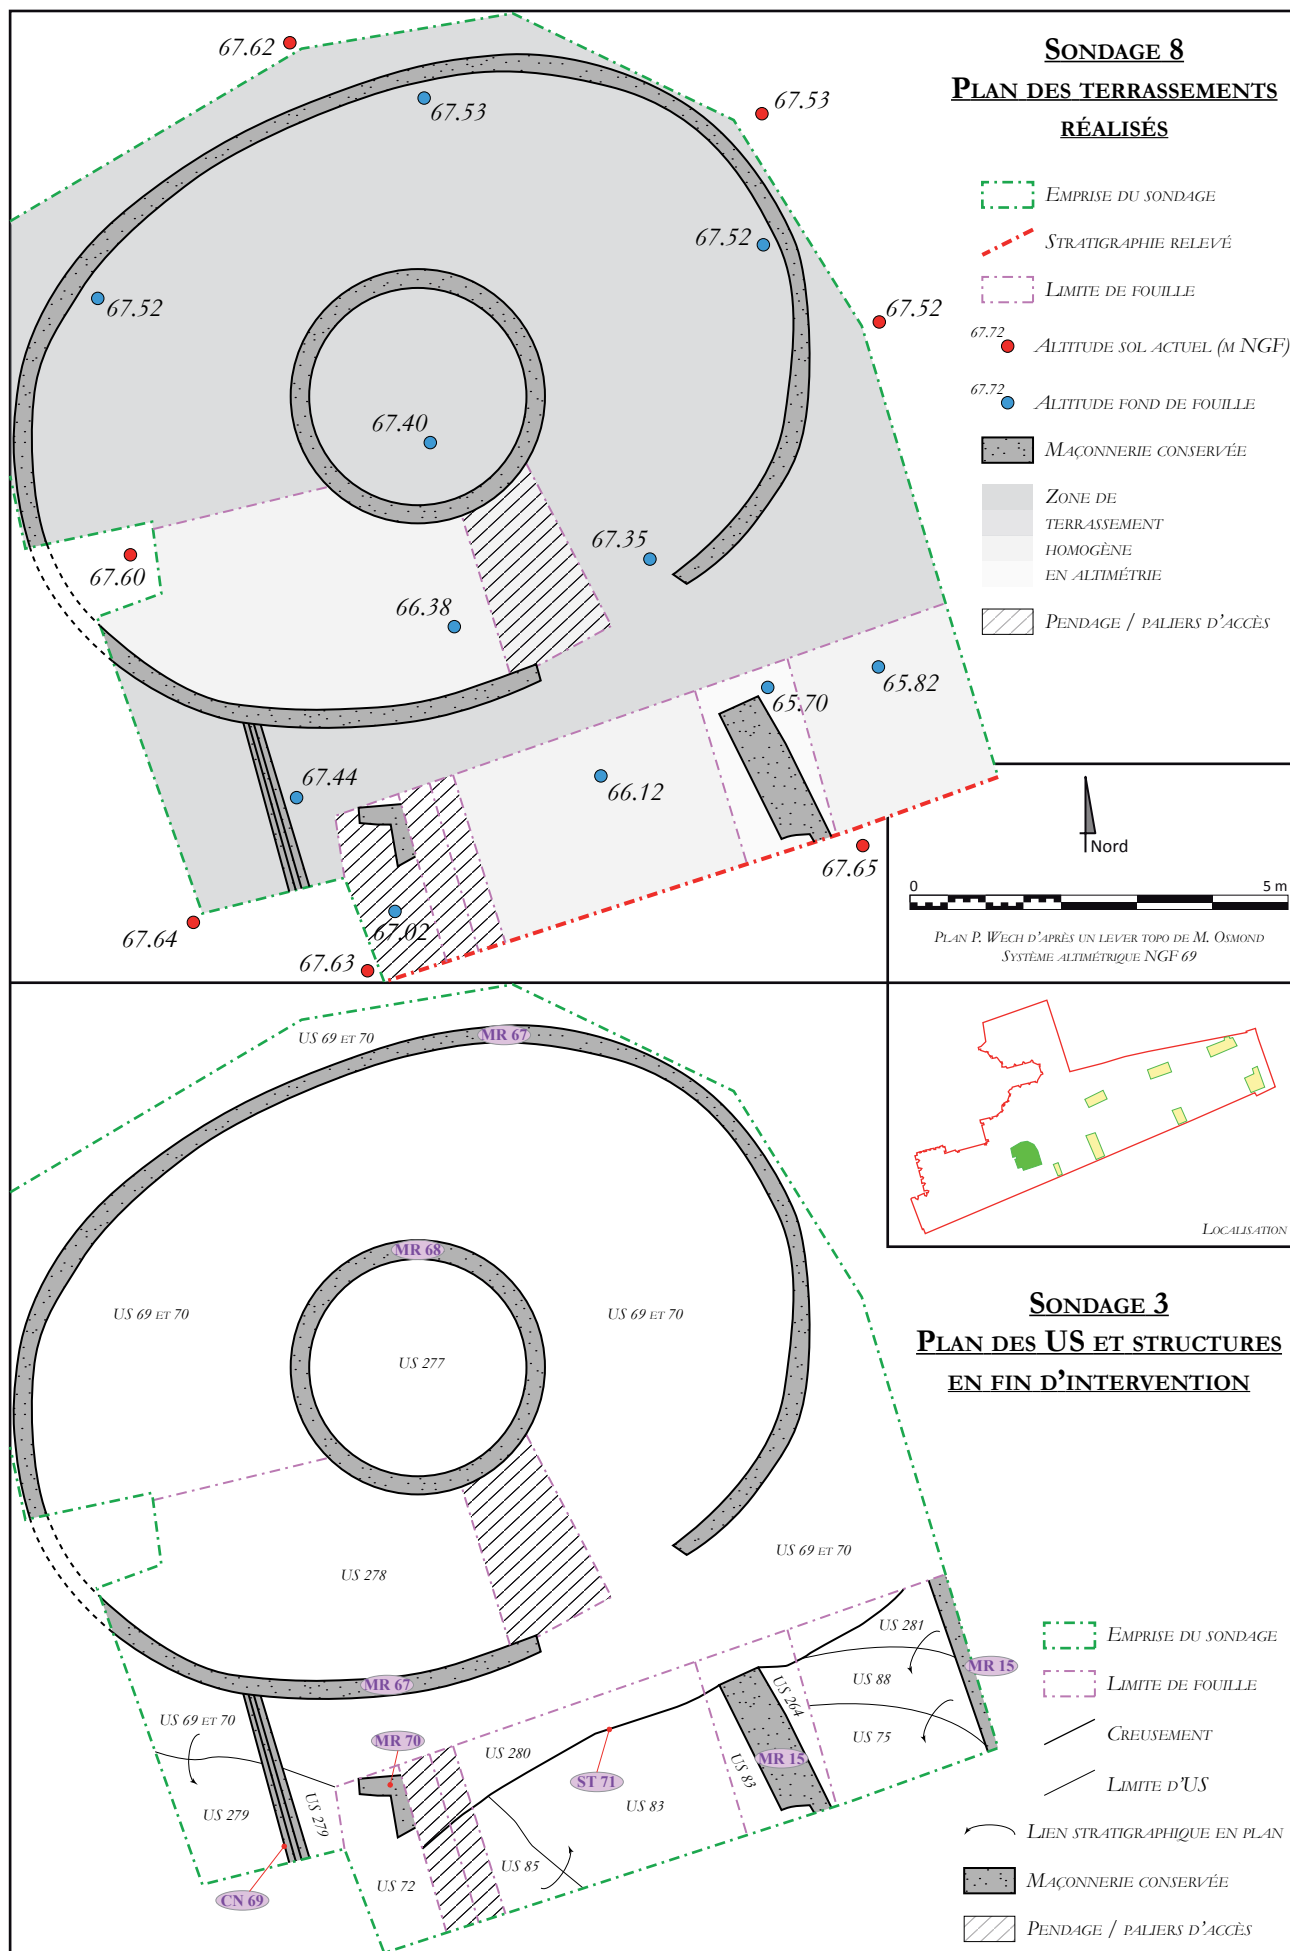 67.62
67.53
67.53
67.52
67.52
67.52
67.40
67.35
67.60
66.38
65.82
65.70
67.44
66.12
67.65
67.02
67.64
67.63
Sondage 8
Plan des terrassements
réalisés
Emprise du sondage
Stratigraphie relevé
Limite de fouille
67.72
Altitude sol actuel (m NGF)
67.72
Altitude fond de fouille
Maçonnerie conservée
Zone de
terrassement
homogène
en altimétrie
Pendage / paliers d'accès
Nord
0 5 m
Plan P. Wech d'après un lever topo de M. Osmond
Système altimétrique NGF 69
Localisation
US 69 et 70
MR 67
MR 68
US 69 et 70
US 69 et 70
US 277
US 69 et 70
US 278
US 281
MR 15
US 88
US 264
MR 67
US 69 et 70
MR 70
US 280
US 75
MR 15
US 83
ST 71
US 83
US 279
US 279
US 85
US 72
CN 69
Sondage 3
Plan des US et structures
en fin d'intervention
Emprise du sondage
Limite de fouille
Creusement
Limite d'US
Lien stratigraphique en plan
Maçonnerie conservée
Pendage / paliers d'accès